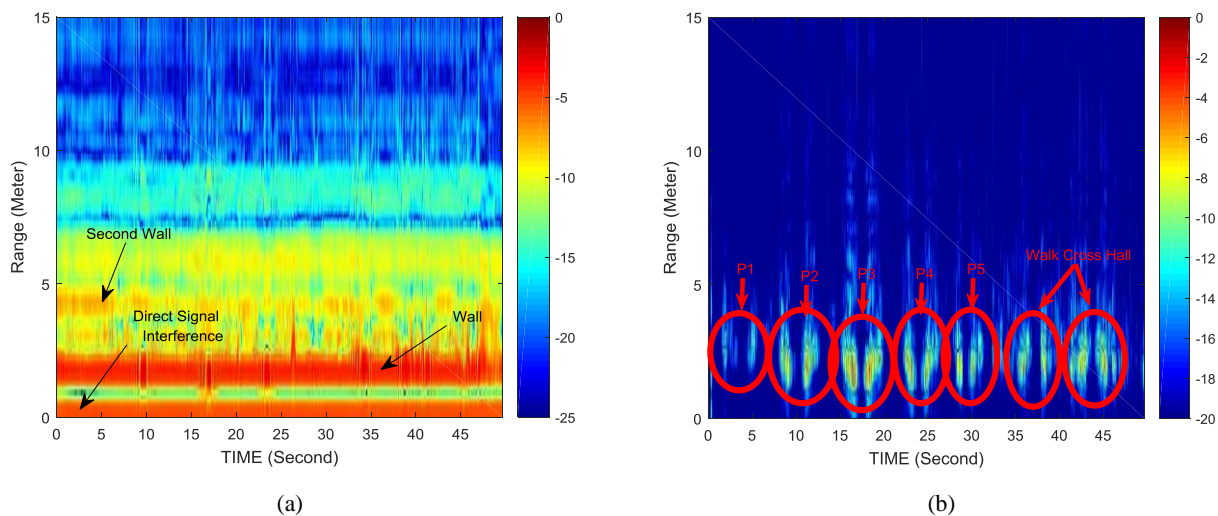 15
10
5
0
Range (Meter)
Second Wall
Direct Signal
Interference
Wall
0 5 10 15 20 25 30 35 40 45
TIME (Second)
0
-5
-10
-15
-20
-25
(a)
15
10
5
0
Range (Meter)
P1
P2
P3
P4
P5
Walk Cross Hall
0 5 10 15 20 25 30 35 40 45
TIME (Second)
0
-2
-4
-6
-8
-10
-12
-14
-16
-18
-20
(b)